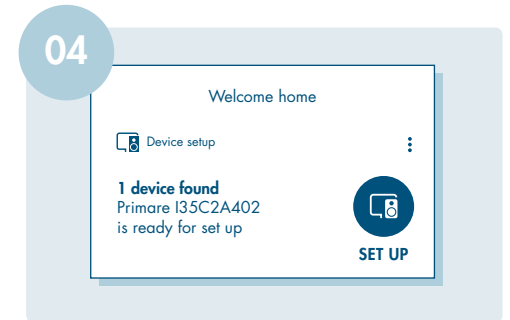 04
Welcome home
Device setup
1 device found
Primare I35C2A402
is ready for set up
SET UP